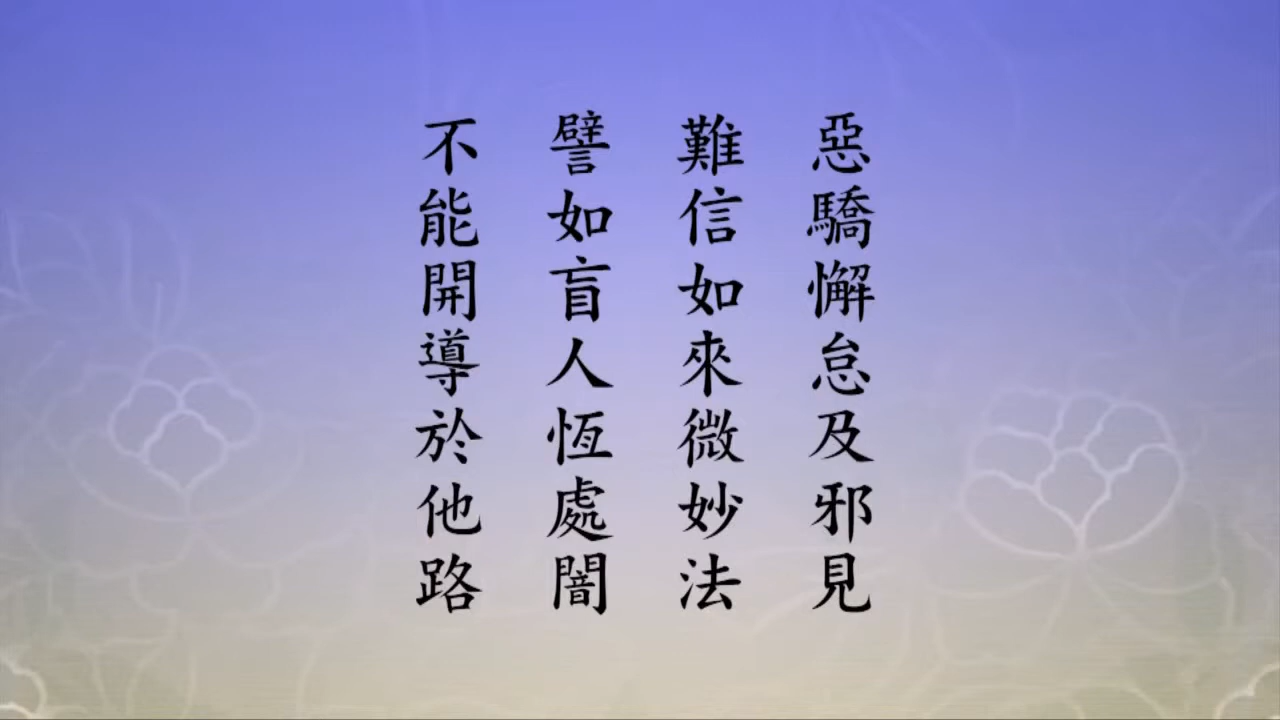 惡驕懈怠及邪見
難信如來微妙法
譬如盲人恆處闇
不能開導於他路